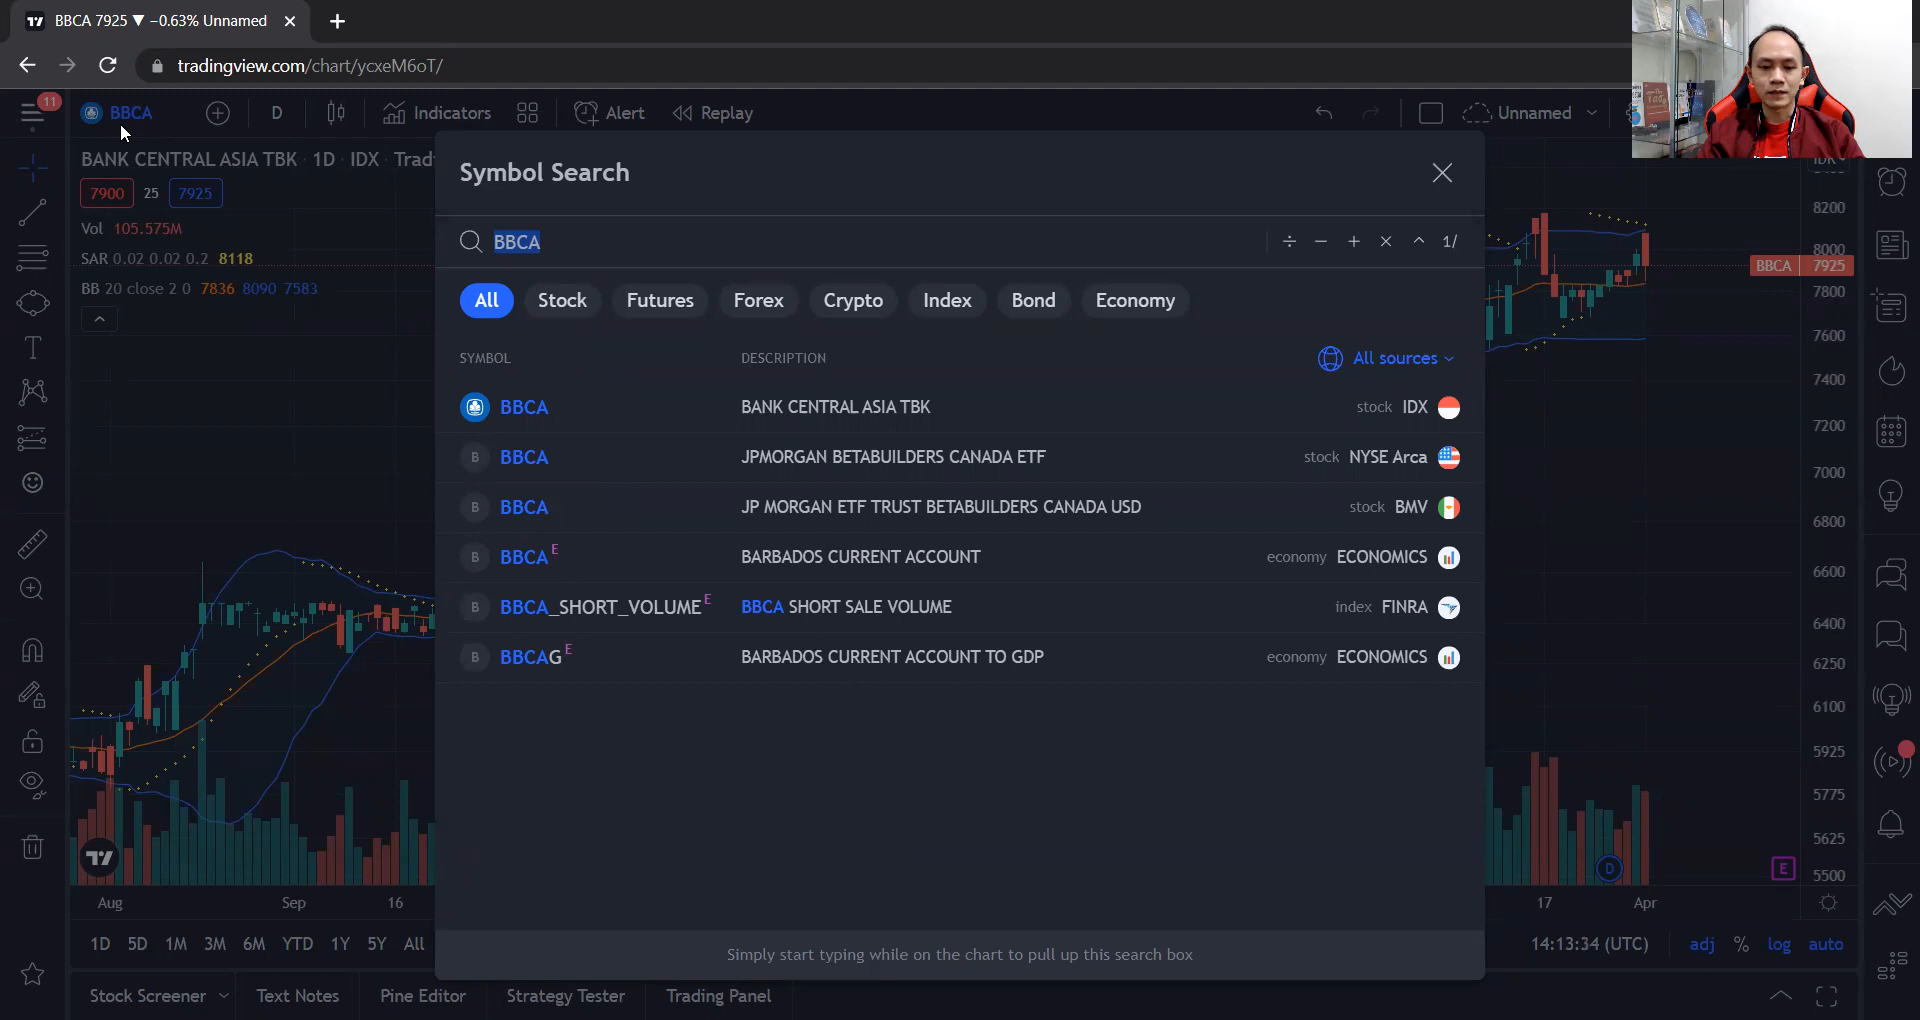 BBCA 7925 ▼ −0.63% Unnamed
tradingview.com/chart/ycxeM6oT/
11
BBCA
D
Indicators
Alert
Replay
Unnamed
BANK CENTRAL ASIA TBK · 1D · IDX · Trad
7900 25 7925
Vol 105.575M
SAR 0.02 0.02 0.2 8118
BB 20 close 2 0 7836 8090 7583
Symbol Search
BBCA
÷ − + × ^ 1/
All Stock Futures Forex Crypto Index Bond Economy
SYMBOL DESCRIPTION All sources
BBCA BANK CENTRAL ASIA TBK stock IDX
B BBCA JPMORGAN BETABUILDERS CANADA ETF stock NYSE Arca
B BBCA JP MORGAN ETF TRUST BETABUILDERS CANADA USD stock BMV
B BBCA E BARBADOS CURRENT ACCOUNT economy ECONOMICS
B BBCA_SHORT_VOLUME E BBCA SHORT SALE VOLUME index FINRA
B BBCAG E BARBADOS CURRENT ACCOUNT TO GDP economy ECONOMICS
Simply start typing while on the chart to pull up this search box
8200
8000
BBCA 7925
7800
7600
7400
7200
7000
6800
6600
6400
6250
6100
5925
5775
5625
5500
D
E
Aug Sep 16 17 Apr
1D 5D 1M 3M 6M YTD 1Y 5Y All
14:13:34 (UTC) adj % log auto
Stock Screener Text Notes Pine Editor Strategy Tester Trading Panel